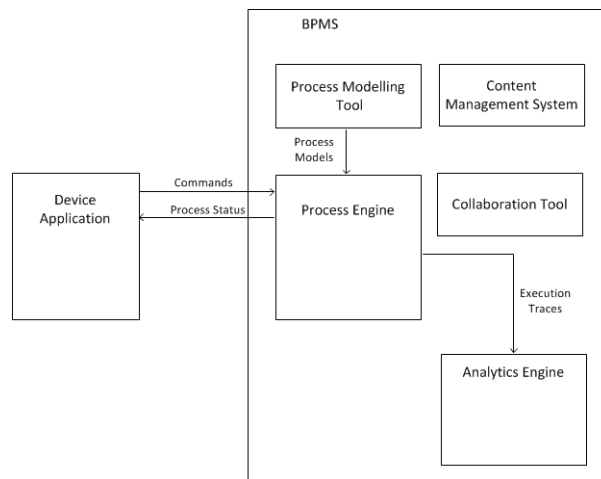 BPMS
Process Modelling
Tool
Content
Management System
Process
Models
Device
Application
Commands
Process Status
Process Engine
Collaboration Tool
Execution
Traces
Analytics Engine